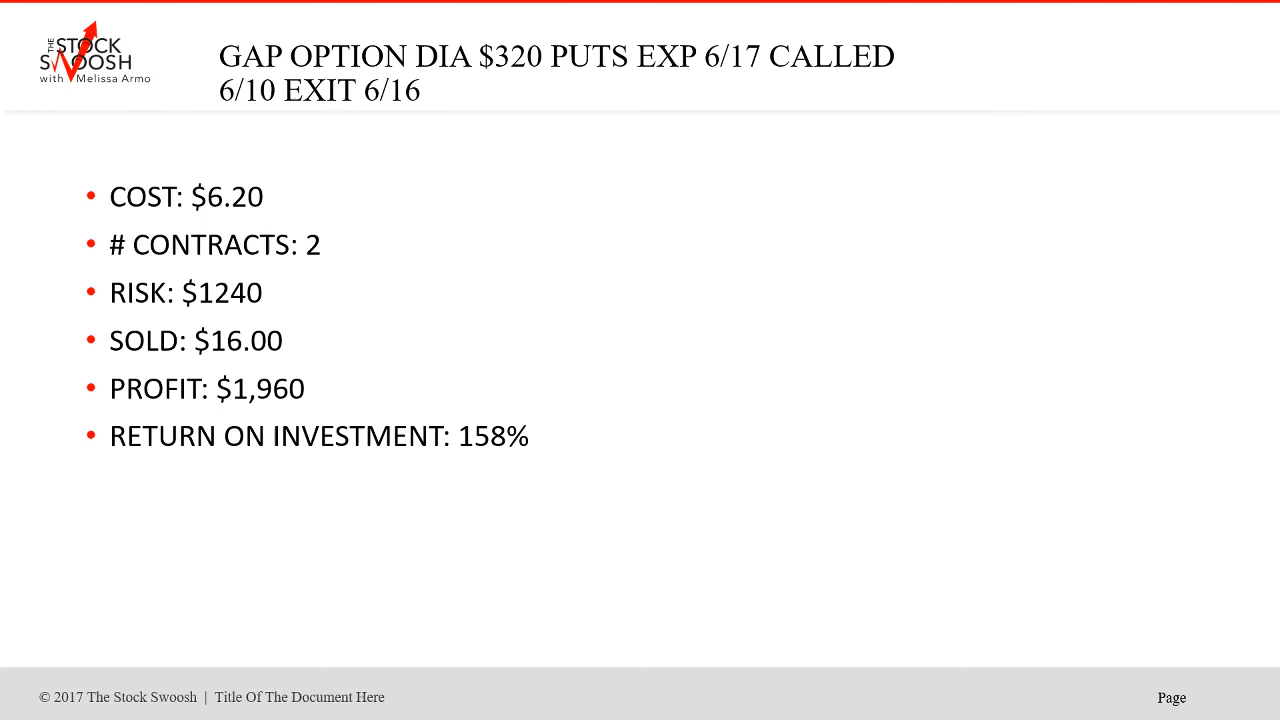 THE
STOCK
SWOOSH
with Melissa Armo
GAP OPTION DIA $320 PUTS EXP 6/17 CALLED
6/10 EXIT 6/16
• COST: $6.20
• # CONTRACTS: 2
• RISK: $1240
• SOLD: $16.00
• PROFIT: $1,960
• RETURN ON INVESTMENT: 158%
© 2017 The Stock Swoosh | Title Of The Document Here
Page